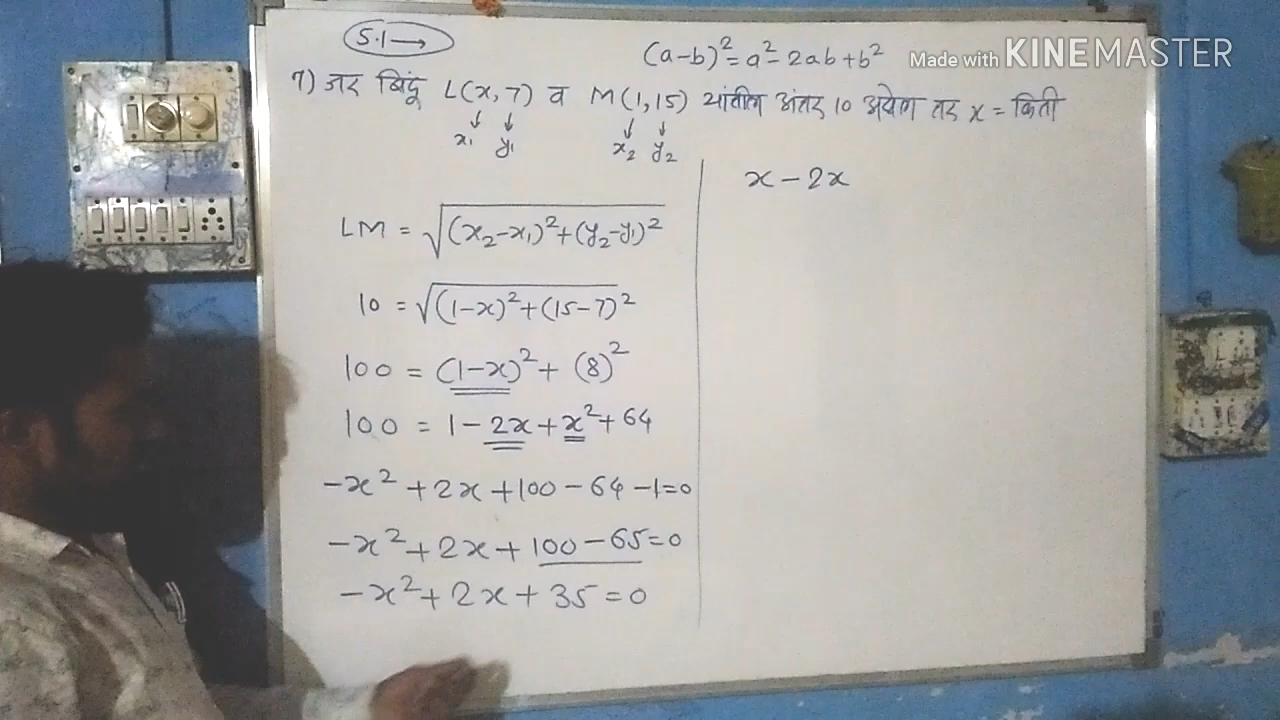 5.1→
(a-b)²=a²-2ab+b²
Made with KINEMASTER
7) जर बिंदू L(x,7) व M(1,15) यांतील अंतर 10 असेल तर x = किती
↓ ↓ ↓ ↓
x₁ y₁ x₂ y₂
LM = √(x₂-x₁)²+(y₂-y₁)²
10 = √(1-x)²+(15-7)²
100 = (1-x)²+ (8)²
100 = 1-2x+x²+64
-x²+2x+100-64-1=0
-x²+2x+100-65=0
-x²+2x+35=0
x-2x